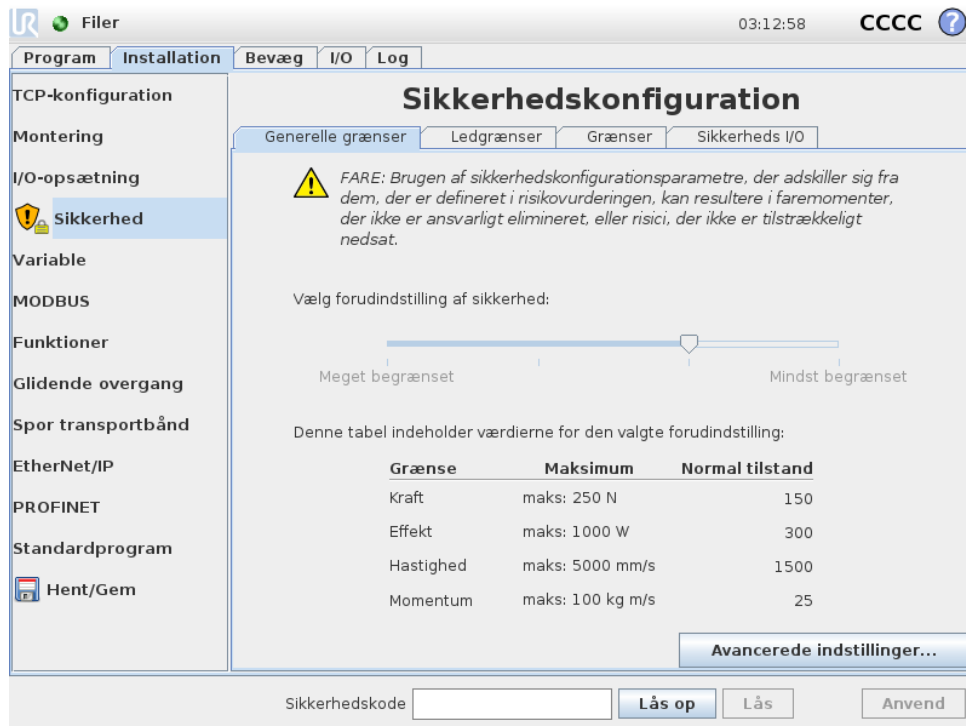 UR Filer 03:12:58 CCCC ?
Program Installation Bevæg I/O Log
TCP-konfiguration
Montering
I/O-opsætning
Sikkerhed
Variable
MODBUS
Funktioner
Glidende overgang
Spor transportbånd
EtherNet/IP
PROFINET
Standardprogram
Hent/Gem
Sikkerhedskonfiguration
Generelle grænser Ledgrænser Grænser Sikkerheds I/O
FARE: Brugen af sikkerhedskonfigurationsparametre, der adskiller sig fra
dem, der er defineret i risikovurderingen, kan resultere i faremomenter,
der ikke er ansvarligt elimineret, eller risici, der ikke er tilstrækkeligt
nedsat.
Vælg forudindstilling af sikkerhed:
Meget begrænset Mindst begrænset
Denne tabel indeholder værdierne for den valgte forudindstilling:
Grænse Maksimum Normal tilstand
Kraft maks: 250 N 150
Effekt maks: 1000 W 300
Hastighed maks: 5000 mm/s 1500
Momentum maks: 100 kg m/s 25
Avancerede indstillinger...
Sikkerhedskode Lås op Lås Anvend